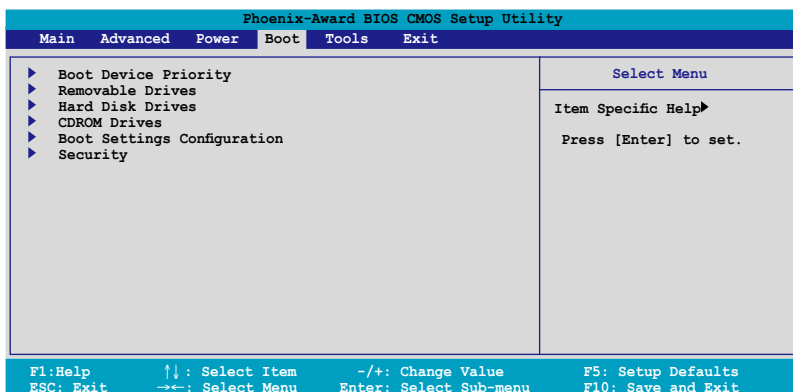 Phoenix-Award BIOS CMOS Setup Utility
Main Advanced Power Boot Tools Exit
Boot Device Priority
Removable Drives
Hard Disk Drives
CDROM Drives
Boot Settings Configuration
Security
Select Menu
Item Specific Help
Press [Enter] to set.
F1:Help ↑↓: Select Item -/+: Change Value F5: Setup Defaults
ESC: Exit →←: Select Menu Enter: Select Sub-menu F10: Save and Exit